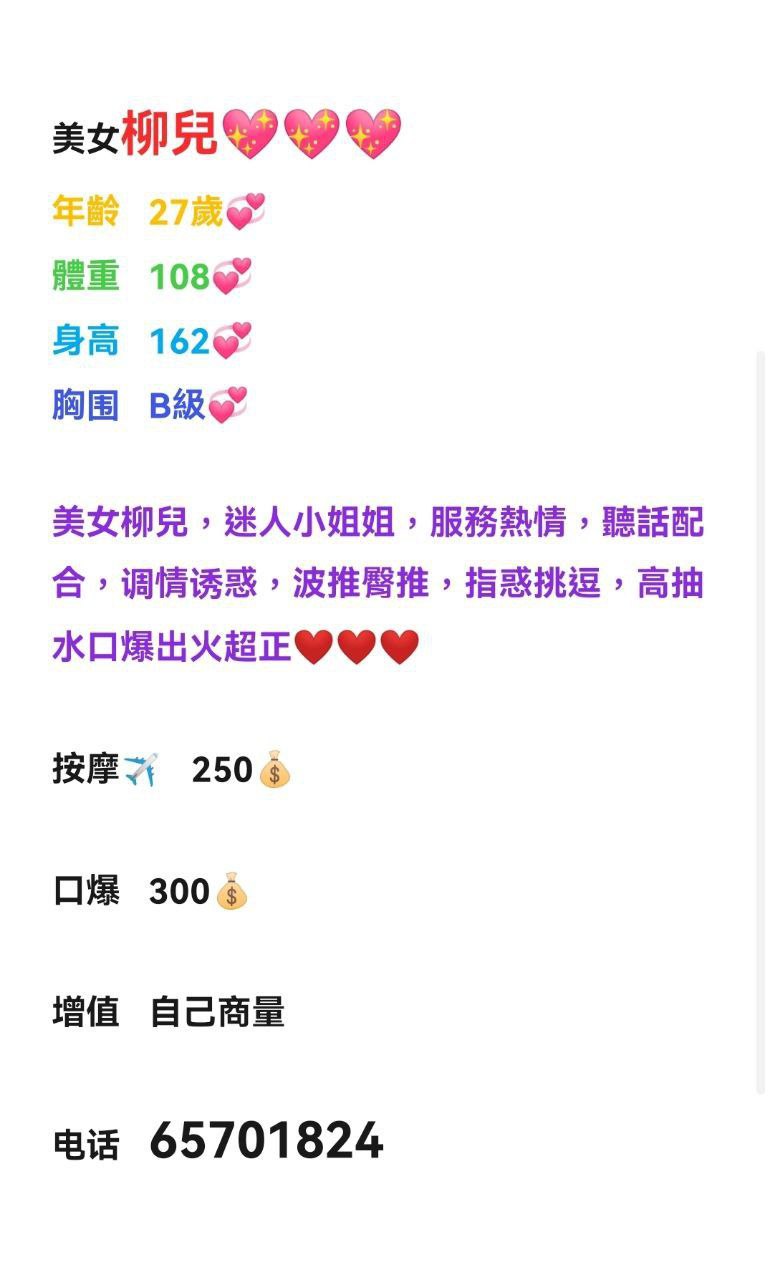 美女柳兒💖💖💖
年齡 27歲💞
體重 108💞
身高 162💞
胸围 B級💞
美女柳兒，迷人小姐姐，服務熱情，聽話配
合，调情诱惑，波推臀推，指惑挑逗，高抽
水口爆出火超正❤️❤️❤️
按摩✈️ 250💰
口爆 300💰
增值 自己商量
电话 65701824